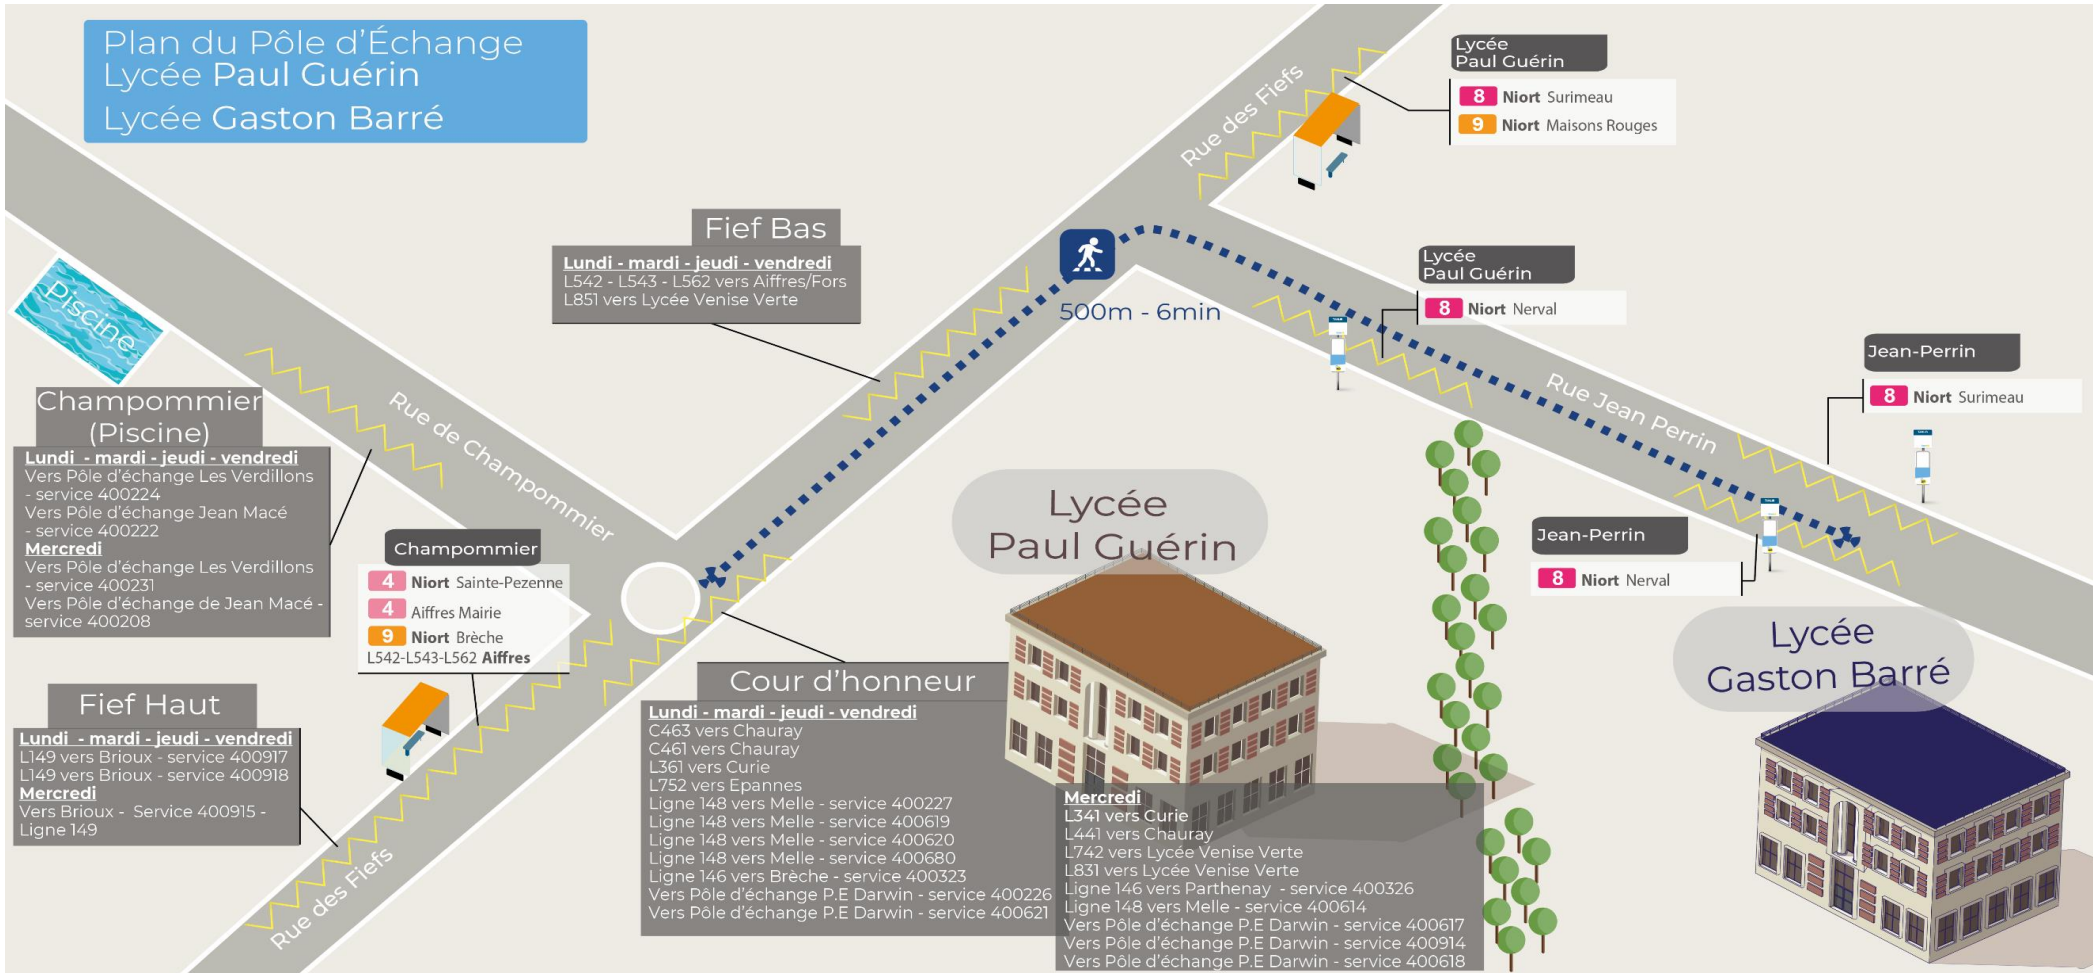 Plan du Pôle d'Échange
Lycée Paul Guérin
Lycée Gaston Barré
Rue des Fiefs
Lycée
Paul Guérin
8 Niort Surimeau
9 Niort Maisons Rouges
Fief Bas
Lundi - mardi - jeudi - vendredi
L542 - L543 - L562 vers Aiffres/Fors
L851 vers Lycée Venise Verte
500m - 6min
Lycée
Paul Guérin
8 Niort Nerval
Rue Jean Perrin
Jean-Perrin
8 Niort Surimeau
Jean-Perrin
8 Niort Nerval
Piscine
Rue de Champommier
Champommier
(Piscine)
Lundi - mardi - jeudi - vendredi
Vers Pôle d'échange Les Verdillons
- service 400224
Vers Pôle d'échange Jean Macé
- service 400222
Mercredi
Vers Pôle d'échange Les Verdillons
- service 400231
Vers Pôle d'échange de Jean Macé -
service 400208
Champommier
4 Niort Sainte-Pezenne
4 Aiffres Mairie
9 Niort Brèche
L542-L543-L562 Aiffres
Lycée
Paul Guérin
Lycée
Gaston Barré
Fief Haut
Lundi - mardi - jeudi - vendredi
L149 vers Brioux - service 400917
L149 vers Brioux - service 400918
Mercredi
Vers Brioux - Service 400915 -
Ligne 149
Rue des Fiefs
Cour d'honneur
Lundi - mardi - jeudi - vendredi
C463 vers Chauray
C461 vers Chauray
L361 vers Curie
L752 vers Epannes
Ligne 148 vers Melle - service 400227
Ligne 148 vers Melle - service 400619
Ligne 148 vers Melle - service 400620
Ligne 148 vers Melle - service 400680
Ligne 146 vers Brèche - service 400323
Vers Pôle d'échange P.E Darwin - service 400226
Vers Pôle d'échange P.E Darwin - service 400621
Mercredi
L341 vers Curie
L441 vers Chauray
L742 vers Lycée Venise Verte
L831 vers Lycée Venise Verte
Ligne 146 vers Parthenay - service 400326
Ligne 148 vers Melle - service 400614
Vers Pôle d'échange P.E Darwin - service 400617
Vers Pôle d'échange P.E Darwin - service 400914
Vers Pôle d'échange P.E Darwin - service 400618